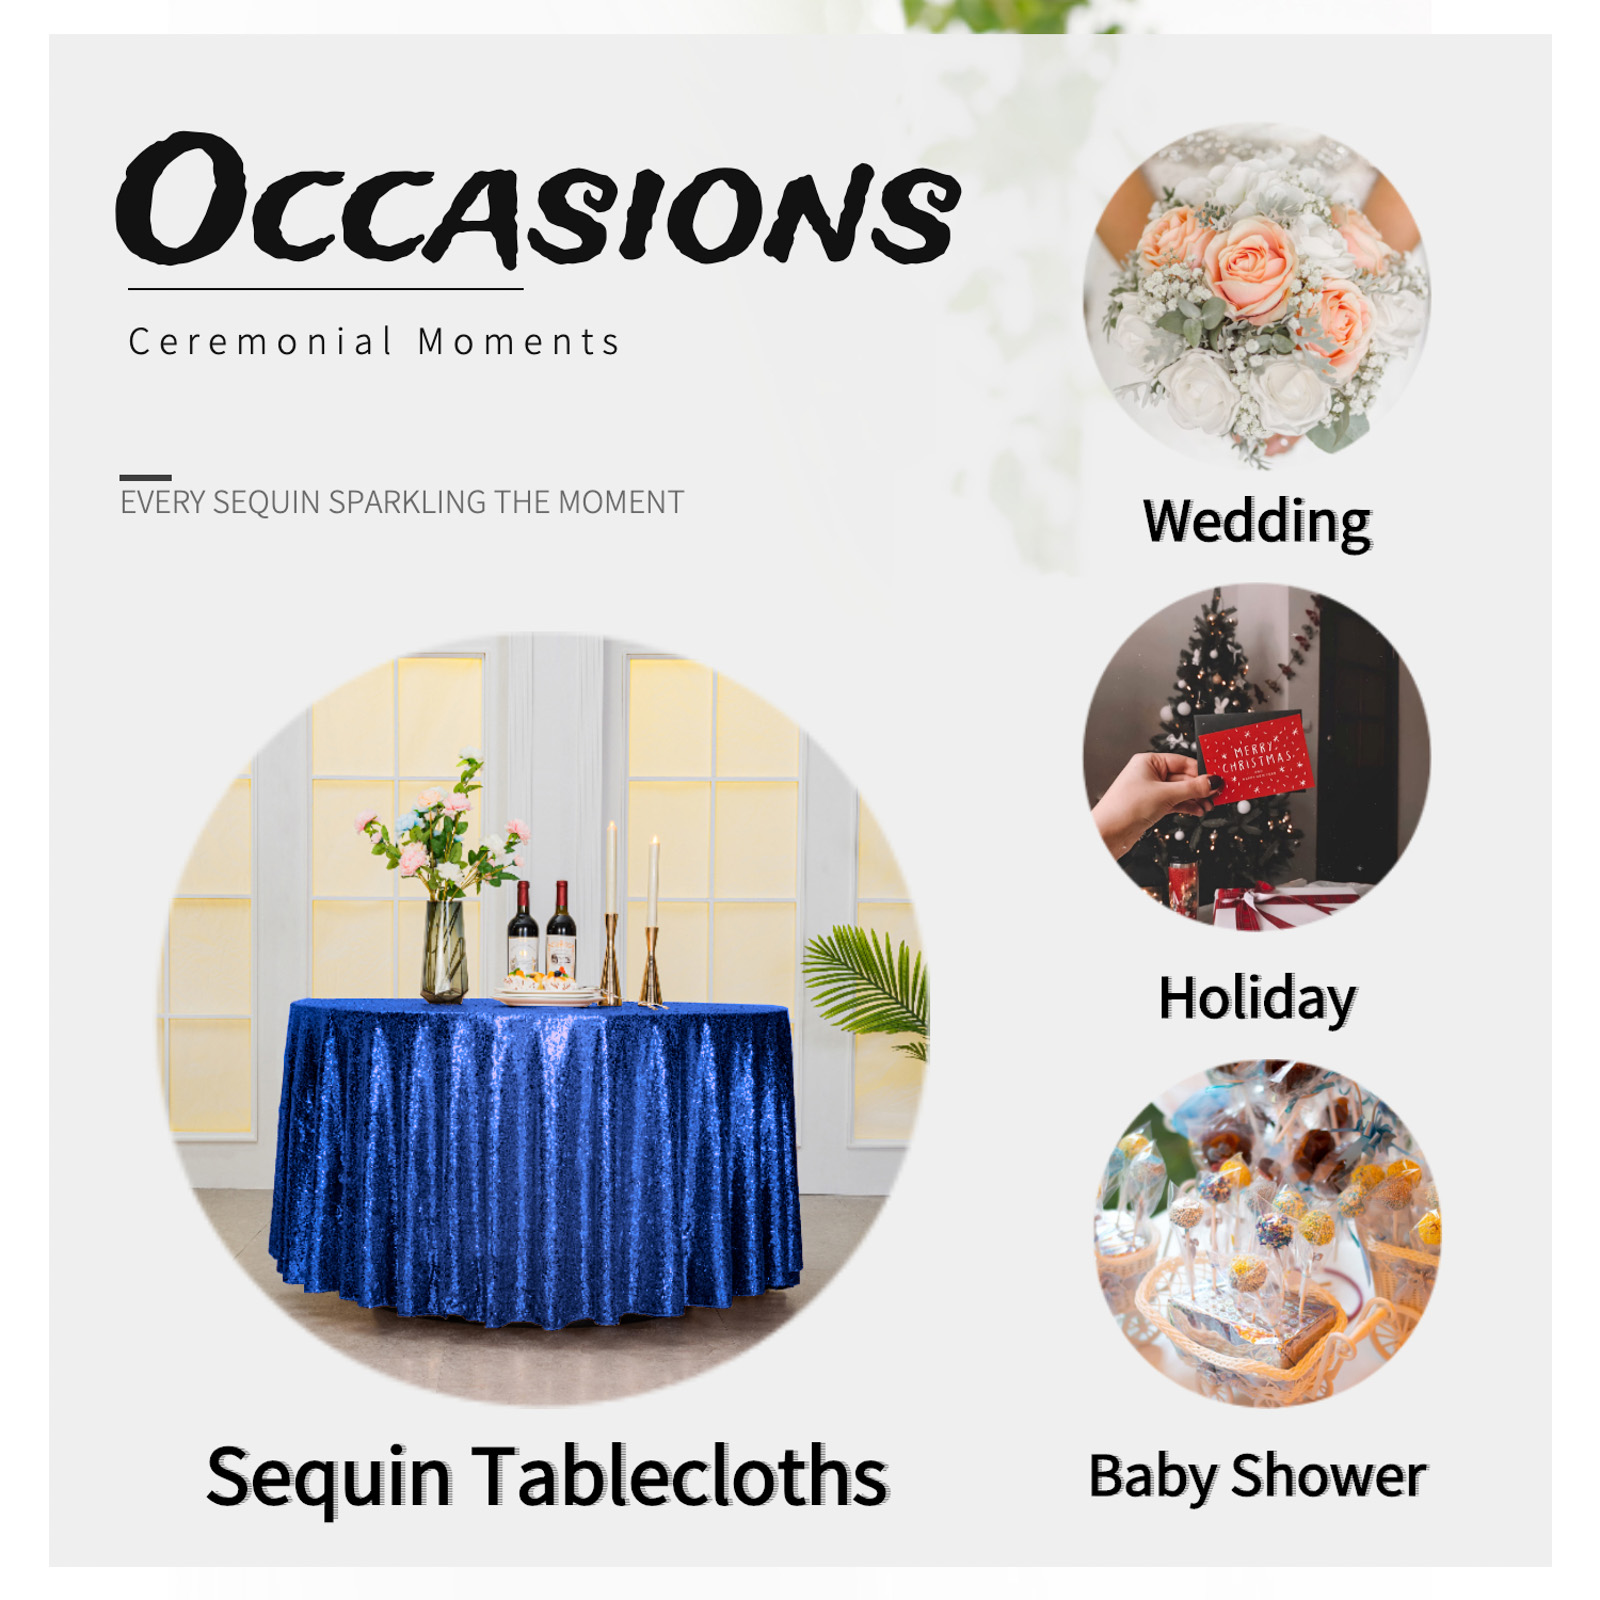 OCCASIONS
Ceremonial Moments
EVERY SEQUIN SPARKLING THE MOMENT
Wedding
MERRY
CHRISTMAS
Holiday
Sequin Tablecloths
Baby Shower